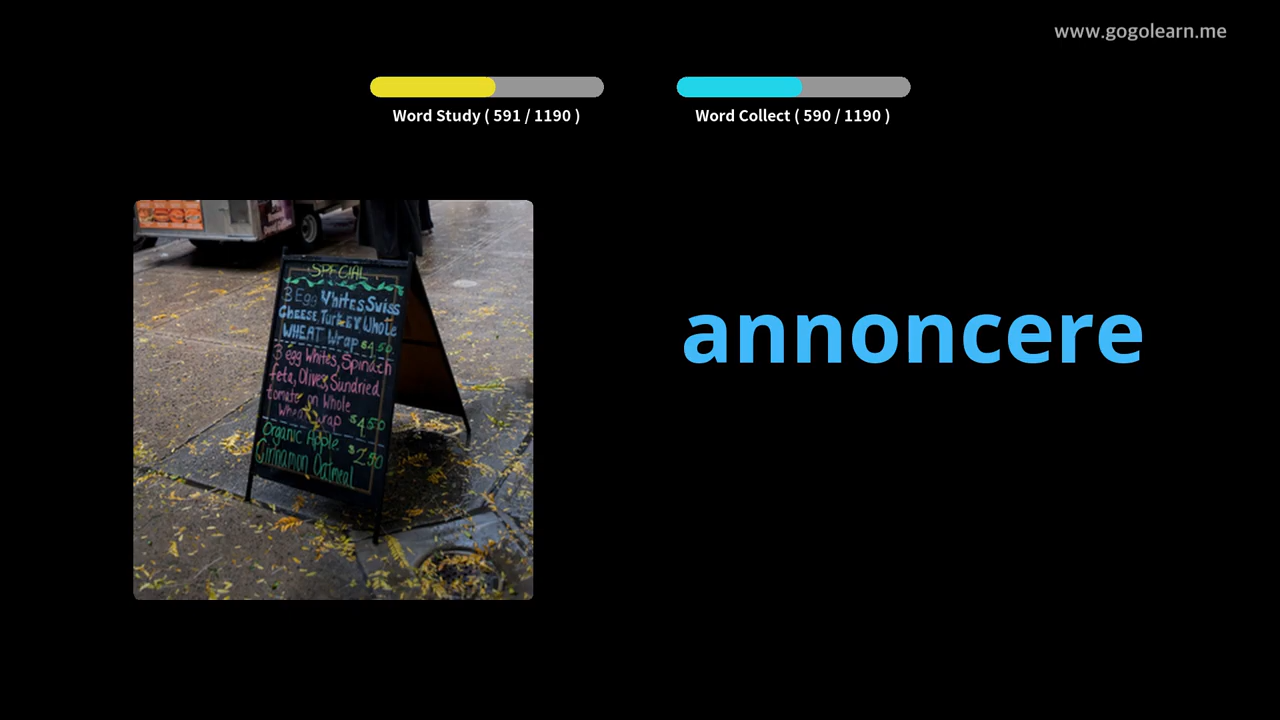 www.gogolearn.me
Word Study ( 591 / 1190 )
Word Collect ( 590 / 1190 )
SPECIAL
3 Egg Whites Swiss
Cheese, Turkey Whole
WHEAT Wrap $4.50
3 egg Whites, Spinach
feta, Olives, Sundried
tomato on Whole
Wheat Wrap $4.50
Organic Apple
Cinnamon Oatmeal $2.50
annoncere